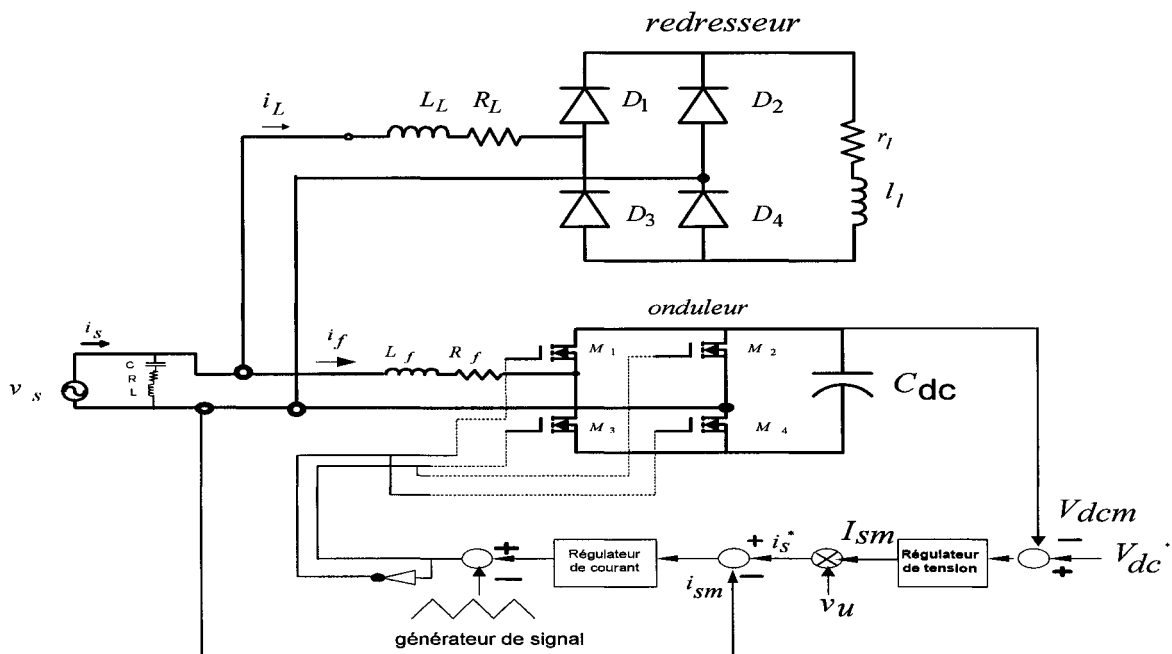 redresseur
i_L
L_L
R_L
D_1
D_2
r_l
l_l
D_3
D_4
onduleur
i_s
i_f
L_f
R_f
M_1
M_2
C
R
L
v_s
C_dc
M_3
M_4
V_dcm
+
-
Régulateur de courant
+
-
i_s*
i_sm
I_sm
v_u
Régulateur de tension
-
+
V_dc*
générateur de signal